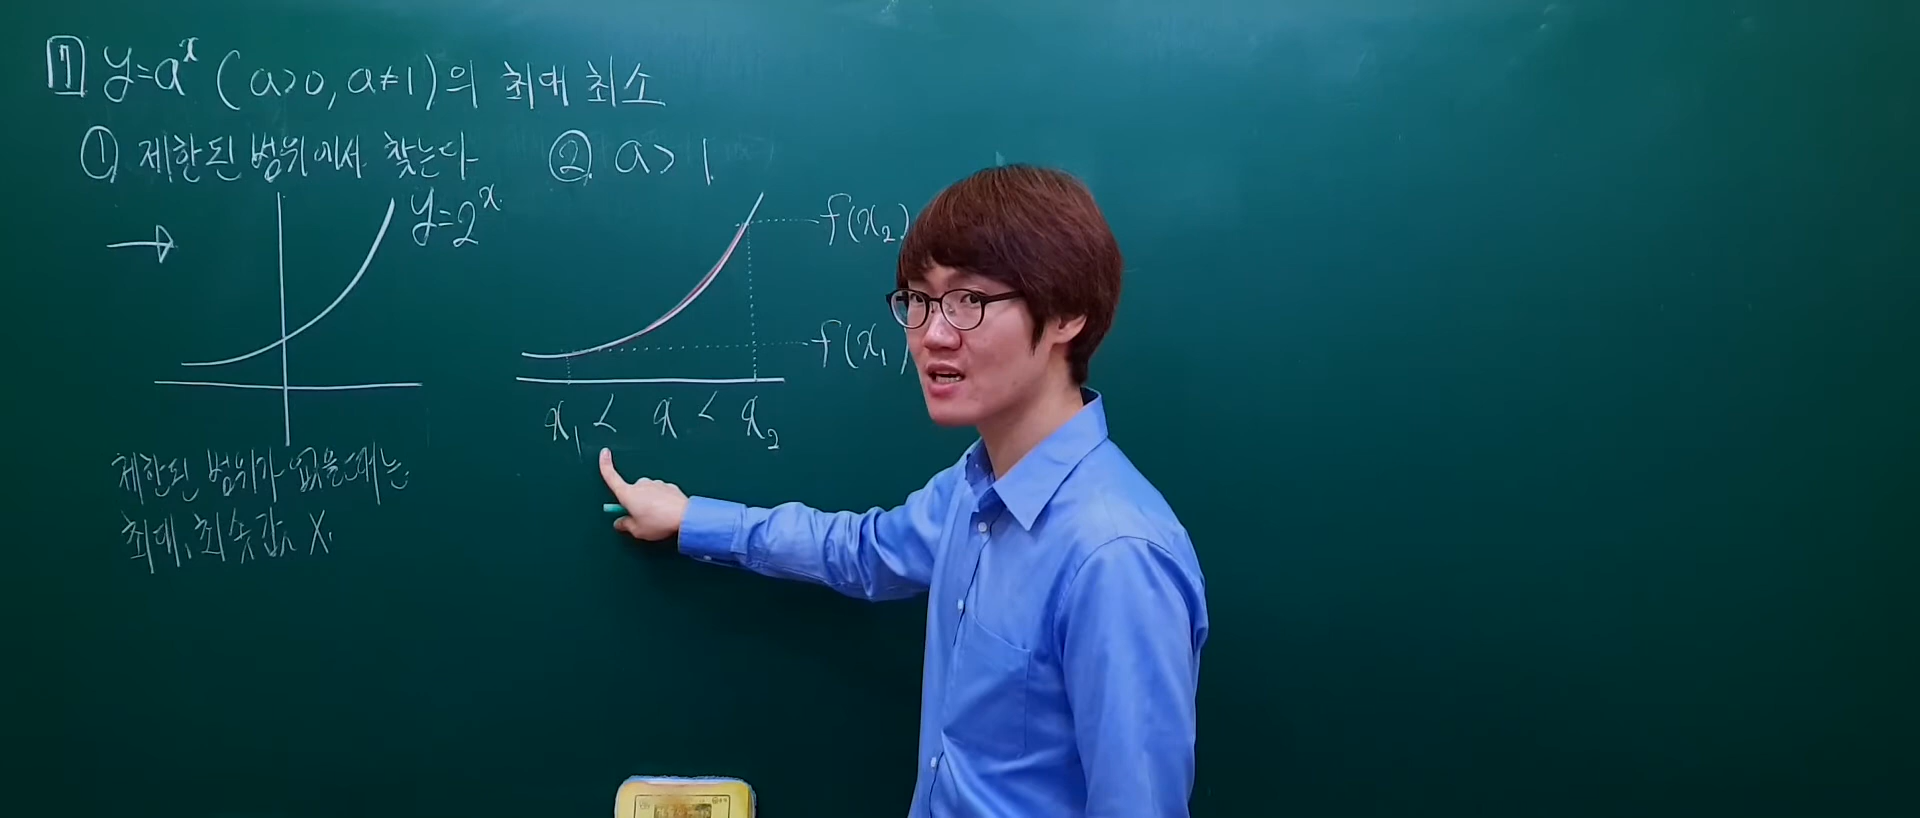 7 y=aˣ (a>0, a≠1)의 최대 최소
① 제한된 범위에서 찾는다
→
y=2ˣ
제한된 범위가 없을때는
최대, 최솟값 X.
② a>1
f(x₂)
f(x₁)
x₁ < x < x₂